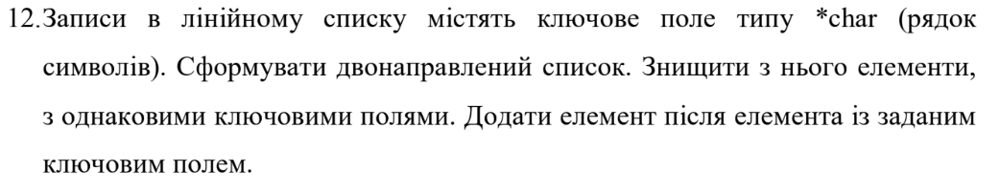 12.Записи в лінійному списку містять ключове поле типу *char (рядок
символів). Сформувати двонаправлений список. Знищити з нього елементи,
з однаковими ключовими полями. Додати елемент після елемента із заданим
ключовим полем.